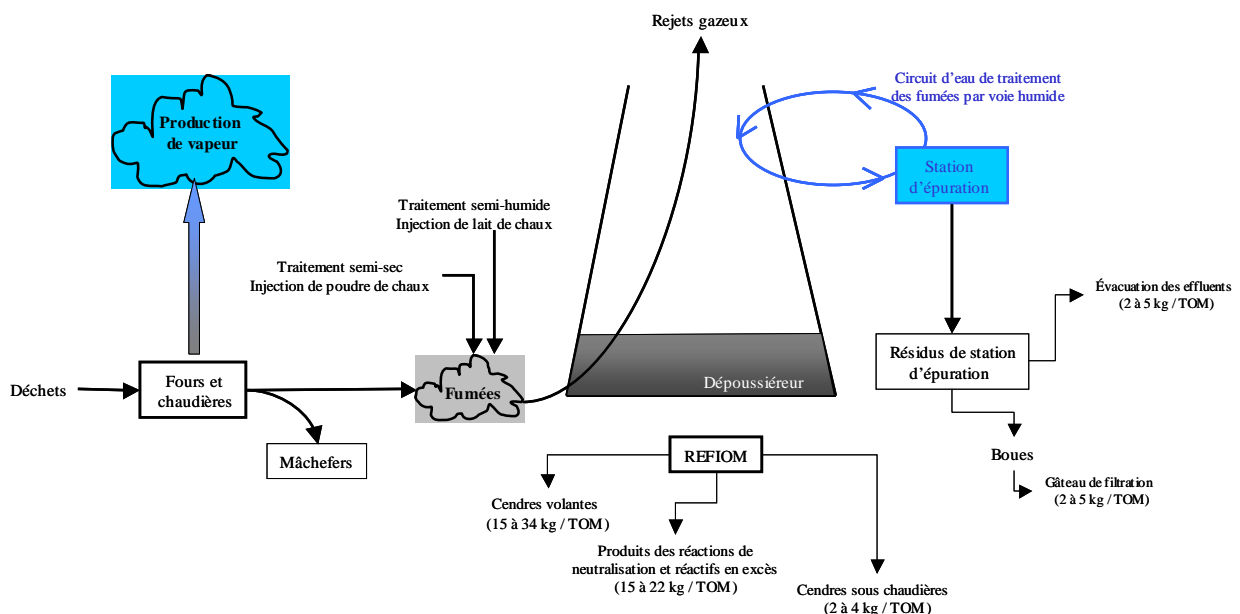 Rejets gazeux
Circuit d'eau de traitement
des fumées par voie humide
Production
de vapeur
Station
d'épuration
Traitement semi-humide
Injection de lait de chaux
Traitement semi-sec
Injection de poudre de chaux
Évacuation des effluents
(2 à 5 kg / TOM)
Résidus de station
d'épuration
Déchets
Fours et
chaudières
Fumées
Dépoussiéreur
Mâchefers
REFIOM
Boues
Gâteau de filtration
(2 à 5 kg / TOM)
Cendres volantes
(15 à 34 kg / TOM)
Produits des réactions de
neutralisation et réactifs en excès
(15 à 22 kg / TOM)
Cendres sous chaudières
(2 à 4 kg / TOM)